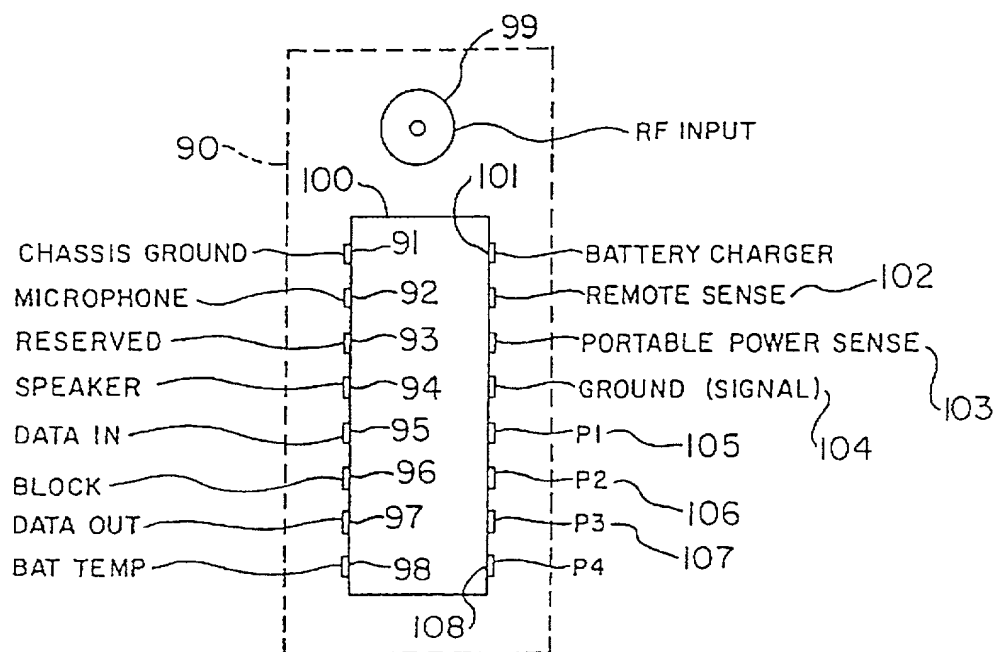 99
RF INPUT
90
100
101
CHASSIS GROUND 91 BATTERY CHARGER
MICROPHONE 92 REMOTE SENSE 102
RESERVED 93 PORTABLE POWER SENSE 103
SPEAKER 94 GROUND (SIGNAL) 104
DATA IN 95 P1 105
BLOCK 96 P2 106
DATA OUT 97 P3 107
BAT TEMP 98 P4
108